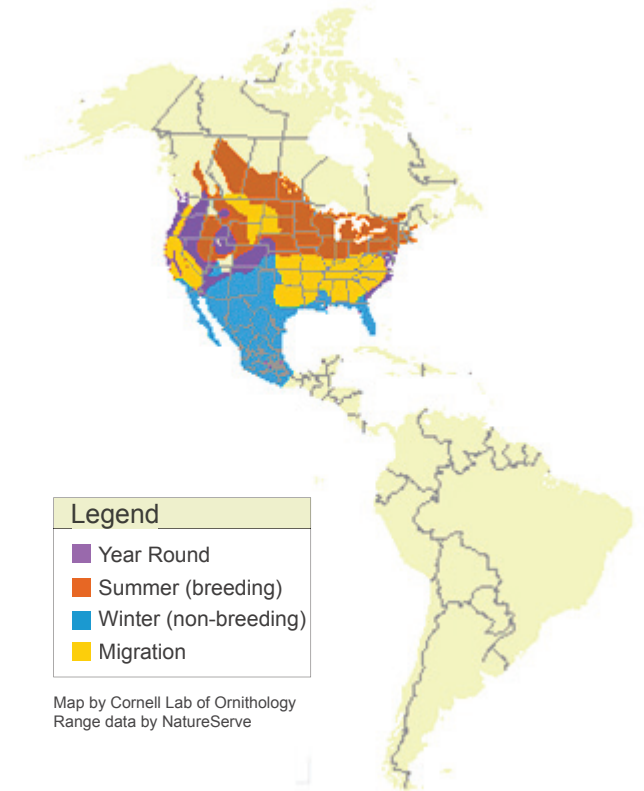 Legend
Year Round
Summer (breeding)
Winter (non-breeding)
Migration
Map by Cornell Lab of Ornithology
Range data by NatureServe